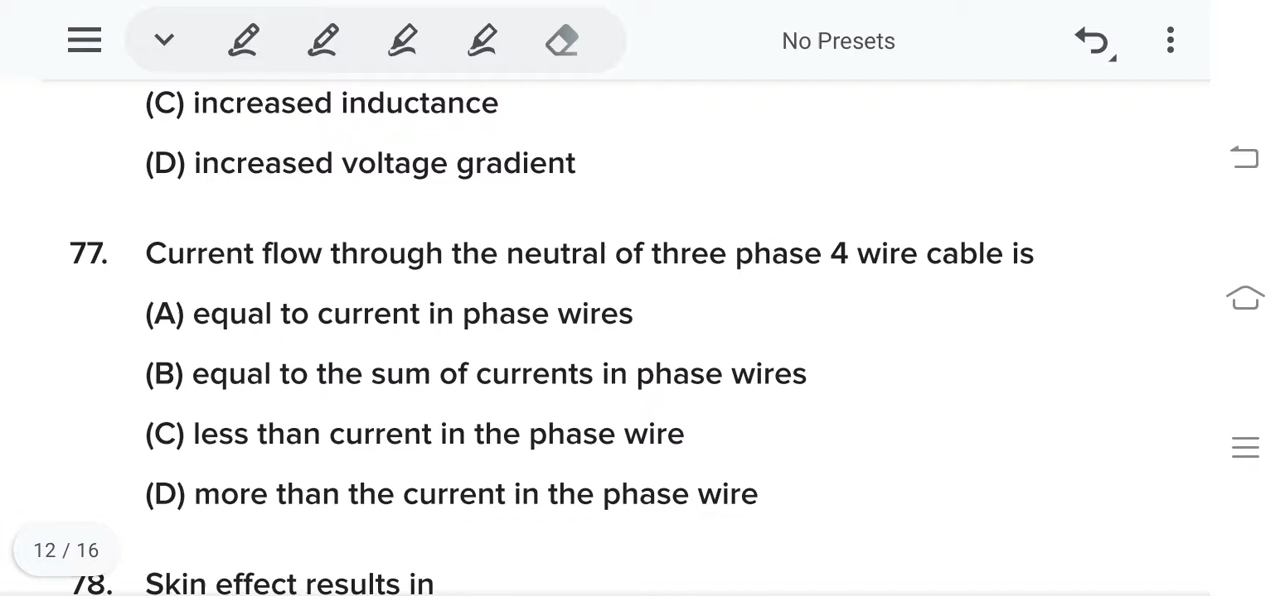 No Presets
(C) increased inductance
(D) increased voltage gradient
77. Current flow through the neutral of three phase 4 wire cable is
(A) equal to current in phase wires
(B) equal to the sum of currents in phase wires
(C) less than current in the phase wire
(D) more than the current in the phase wire
12 / 16
78. Skin effect results in